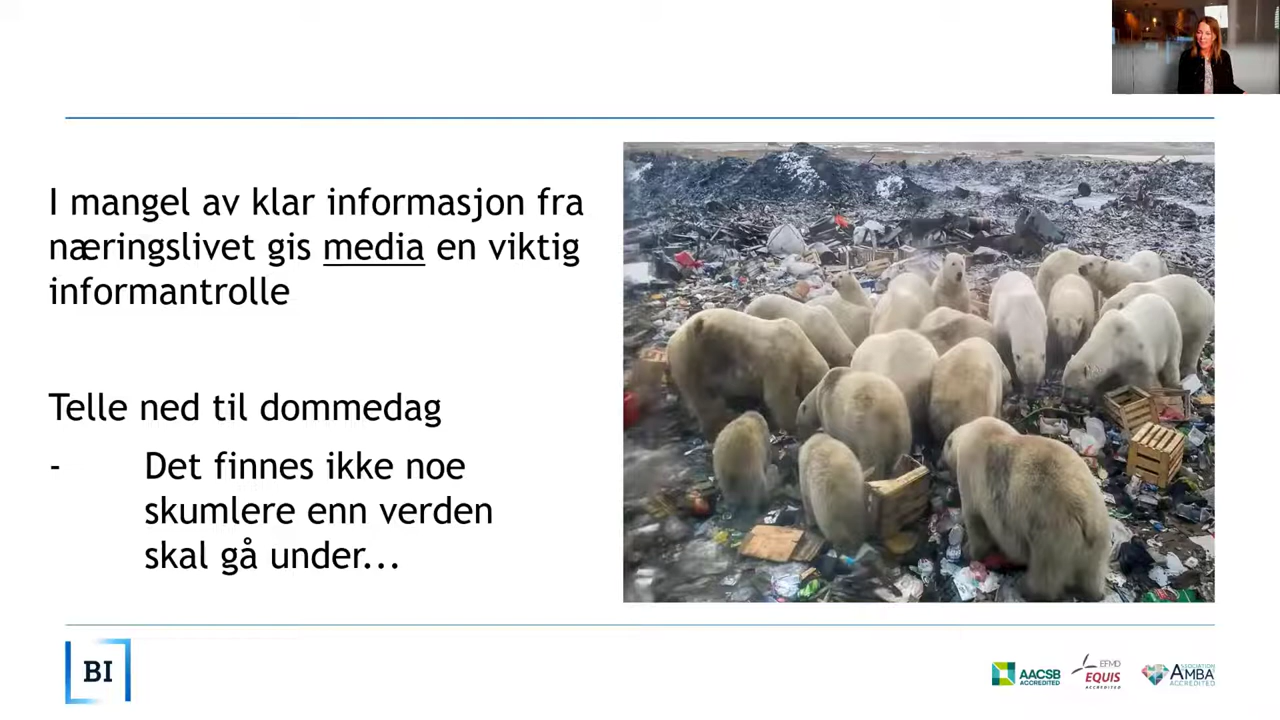 I mangel av klar informasjon fra
næringslivet gis media en viktig
informantrolle
Telle ned til dommedag
- Det finnes ikke noe
skumlere enn verden
skal gå under...
BI
AACSB
ACCREDITED
EFMD
EQUIS
ACCREDITED
ASSOCIATION
AMBA
ACCREDITED